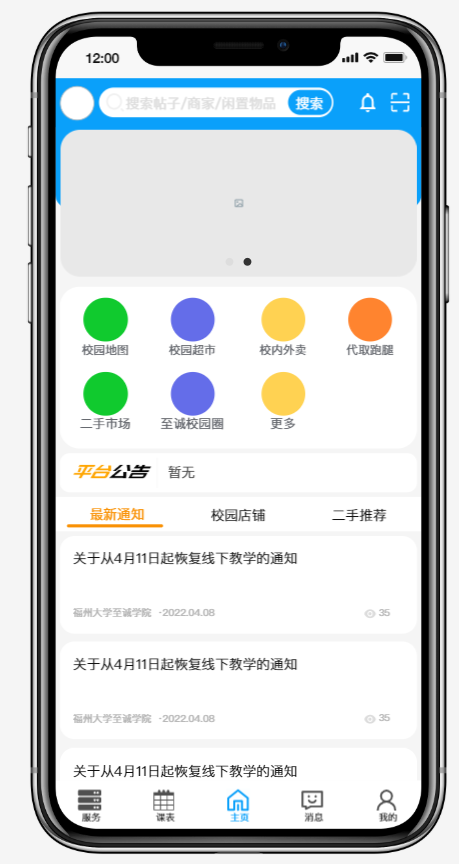 12:00
搜索帖子/商家/闲置物品 搜索
校园地图 校园超市 校内外卖 代取跑腿
二手市场 至诚校园圈 更多
平台公告 暂无
最新通知 校园店铺 二手推荐
关于从4月11日起恢复线下教学的通知
福州大学至诚学院 ·2022.04.08 35
关于从4月11日起恢复线下教学的通知
福州大学至诚学院 ·2022.04.08 35
关于从4月11日起恢复线下教学的通知
服务 课表 主页 消息 我的